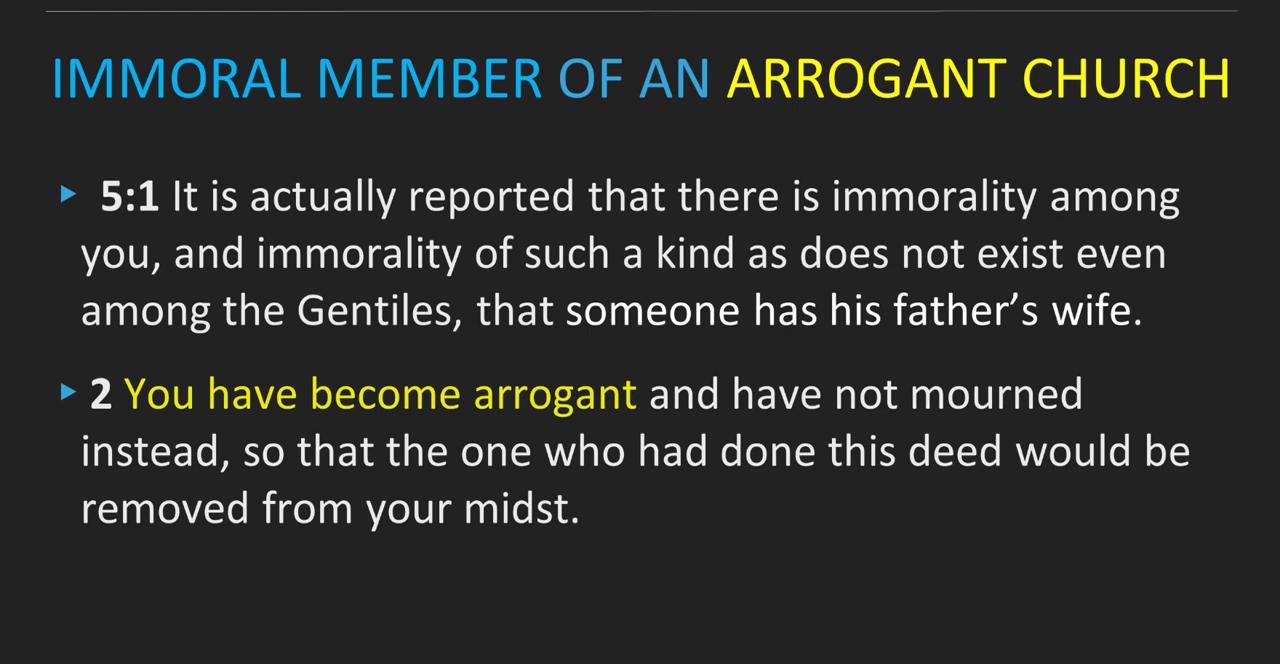 IMMORAL MEMBER OF AN ARROGANT CHURCH
5:1 It is actually reported that there is immorality among
you, and immorality of such a kind as does not exist even
among the Gentiles, that someone has his father’s wife.
2 You have become arrogant and have not mourned
instead, so that the one who had done this deed would be
removed from your midst.